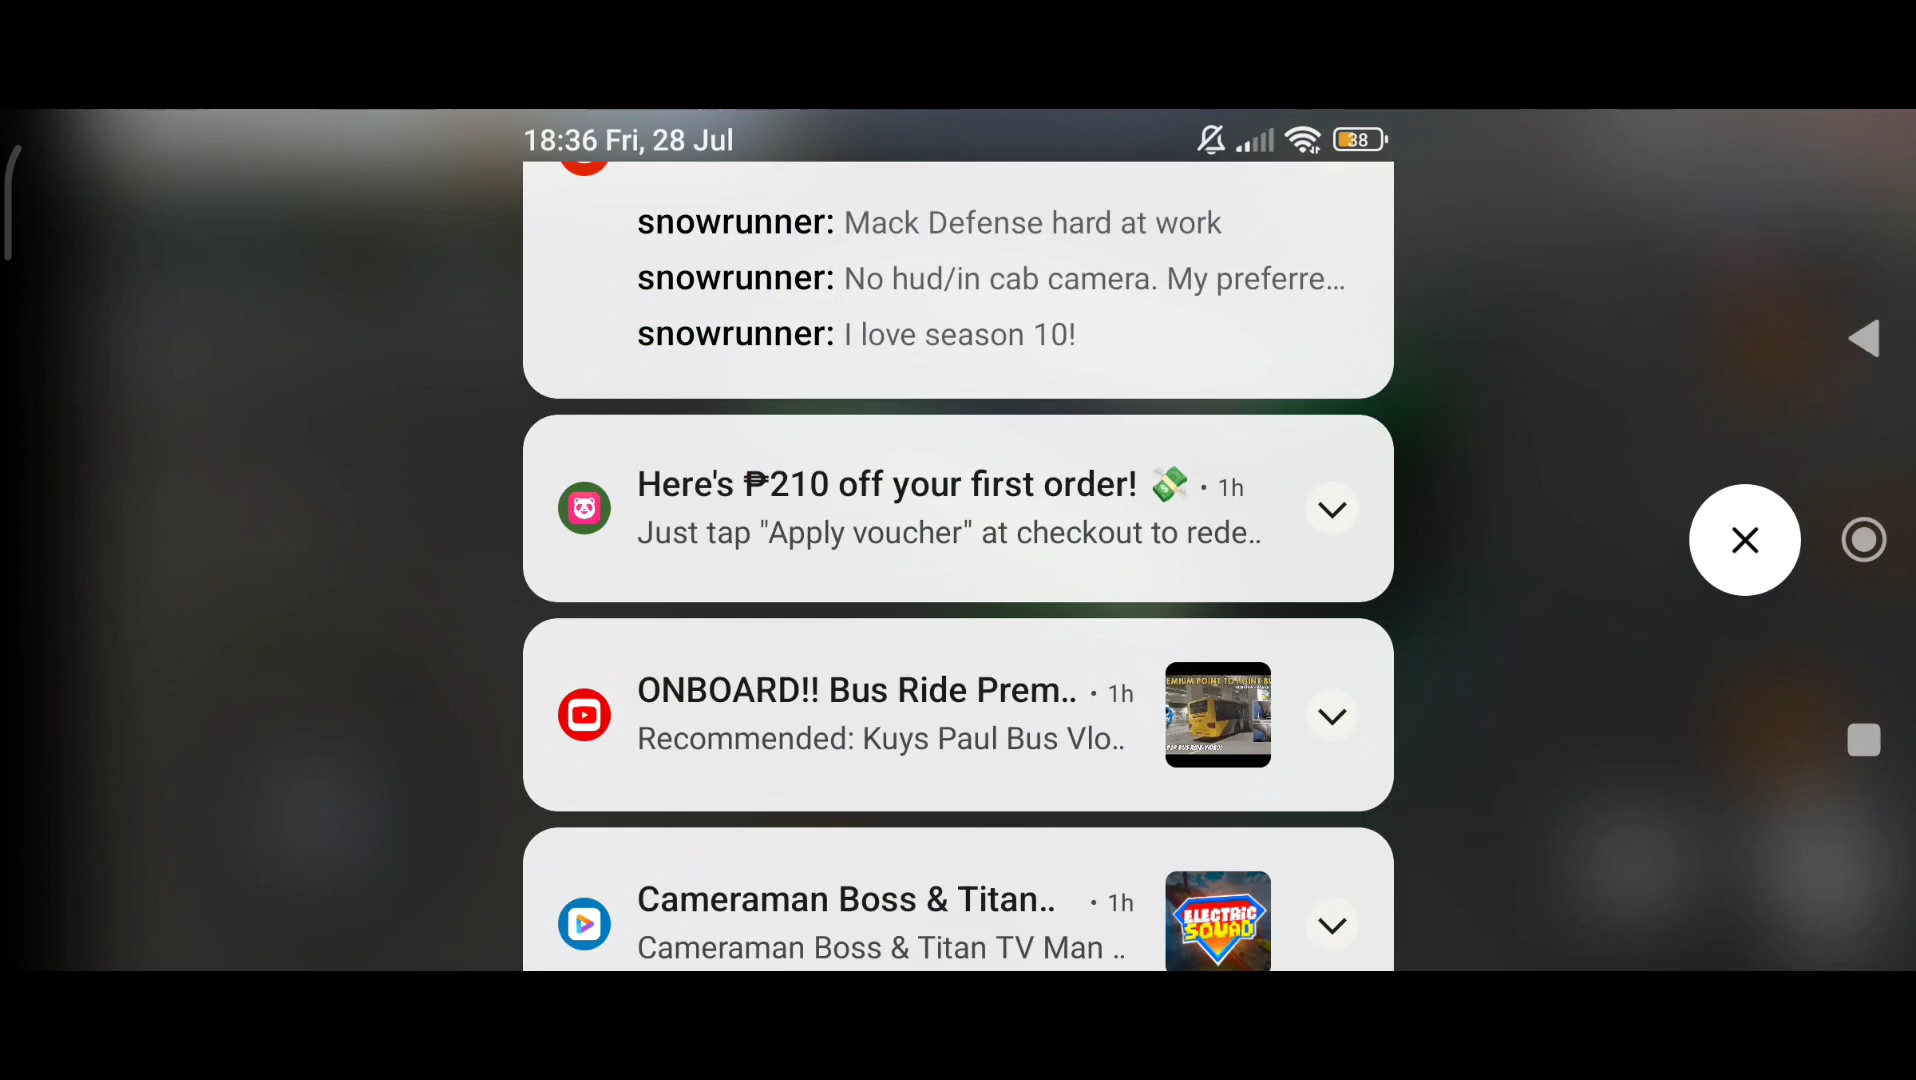 18:36 Fri, 28 Jul
38
snowrunner: Mack Defense hard at work
snowrunner: No hud/in cab camera. My preferre...
snowrunner: I love season 10!
Here's ₱210 off your first order! 💸 • 1h
Just tap "Apply voucher" at checkout to rede..
ONBOARD!! Bus Ride Prem.. • 1h
Recommended: Kuys Paul Bus Vlo..
Cameraman Boss & Titan.. • 1h
Cameraman Boss & Titan TV Man ..
ELECTRIC
SQUAD